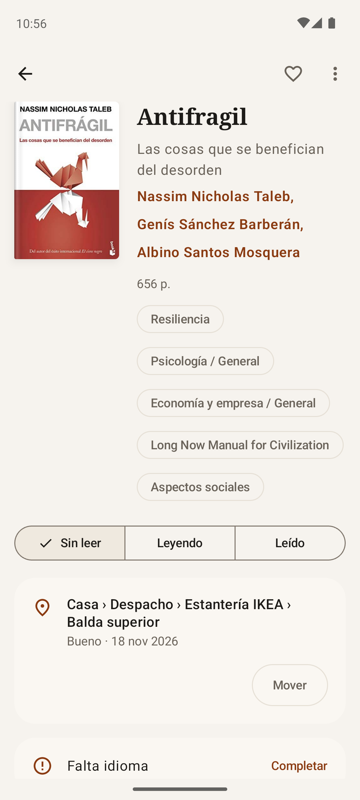 10:56
NASSIM NICHOLAS TALEB
ANTIFRÁGIL
Las cosas que se benefician del desorden
Antifragil
Las cosas que se benefician
del desorden
Nassim Nicholas Taleb,
Genís Sánchez Barberán,
Albino Santos Mosquera
656 p.
Resiliencia
Psicología / General
Economía y empresa / General
Long Now Manual for Civilization
Aspectos sociales
Sin leer
Leyendo
Leído
Casa › Despacho › Estantería IKEA ›
Balda superior
Bueno · 18 nov 2026
Mover
Falta idioma
Completar